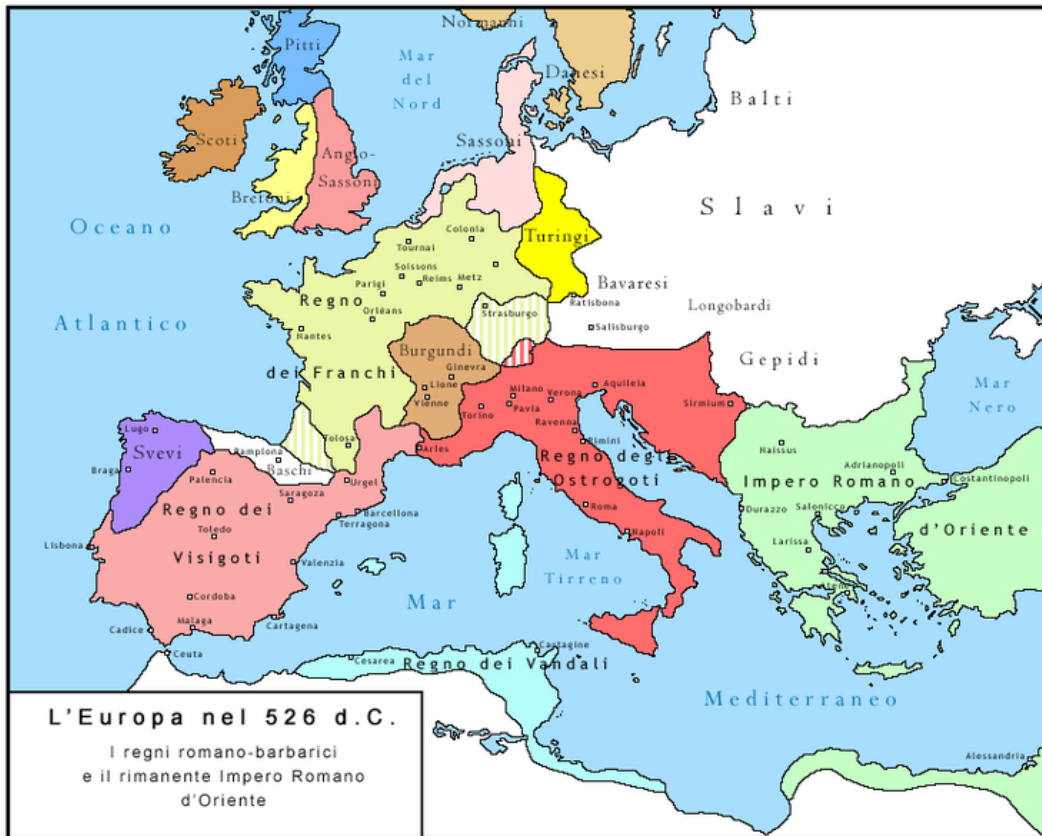 Normanni
Pitti
Mar
del
Nord
Danesi
Balti
Scoti
Anglo-
Sassoni
Sassoni
Bretoni
Slavi
Oceano
Atlantico
Turingi
Colonia
Tournai
Soissons
Reims
Metz
Parigi
Regno
Orlèans
Nantes
dei Franchi
Strasburgo
Bavaresi
Ratisbona
Longobardi
Salisburgo
Gepidi
Mar
Nero
Burgundi
Ginevra
Lione
Vienne
Milano
Verona
Aquileia
Torino
Pavia
Sirmium
Ravenna
Rimini
Tolosa
Arles
Lugo
Svevi
Braga
Pamplona
Baschi
Palencia
Urgel
Saragoza
Regno dei
Visigoti
Barcellona
Terragona
Toledo
Lisbona
Valenzia
Cordoba
Malaga
Cartagena
Cadice
Ceuta
Regno degli
Ostrogoti
Roma
Napoli
Naissus
Adrianopoli
Costantinopoli
Impero Romano
d'Oriente
Durazzo
Salonicco
Larissa
Atene
Mar
Tirreno
Mar
Mediterraneo
Cesarea
Regno dei Vandali
Castagine
Alessandria
L'Europa nel 526 d.C.
I regni romano-barbarici
e il rimanente Impero Romano
d'Oriente